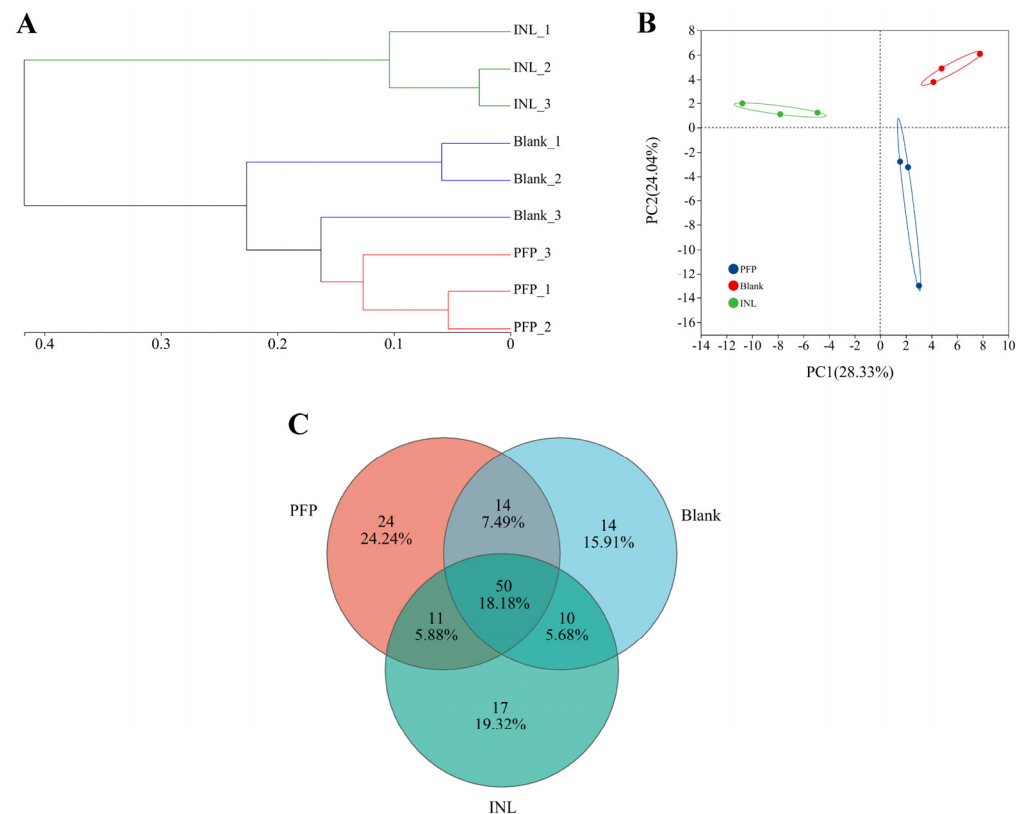 A
INL_1
INL_2
INL_3
Blank_1
Blank_2
Blank_3
PFP_3
PFP_1
PFP_2
0.4 0.3 0.2 0.1 0
B
8
6
4
2
0
-2
-4
-6
-8
-10
-12
-14
-16
PC2(24.04%)
PFP
Blank
INL
-14 -12 -10 -8 -6 -4 -2 0 2 4 6 8 10
PC1(28.33%)
C
PFP
Blank
24
24.24%
14
7.49%
14
15.91%
50
18.18%
11
5.88%
10
5.68%
17
19.32%
INL